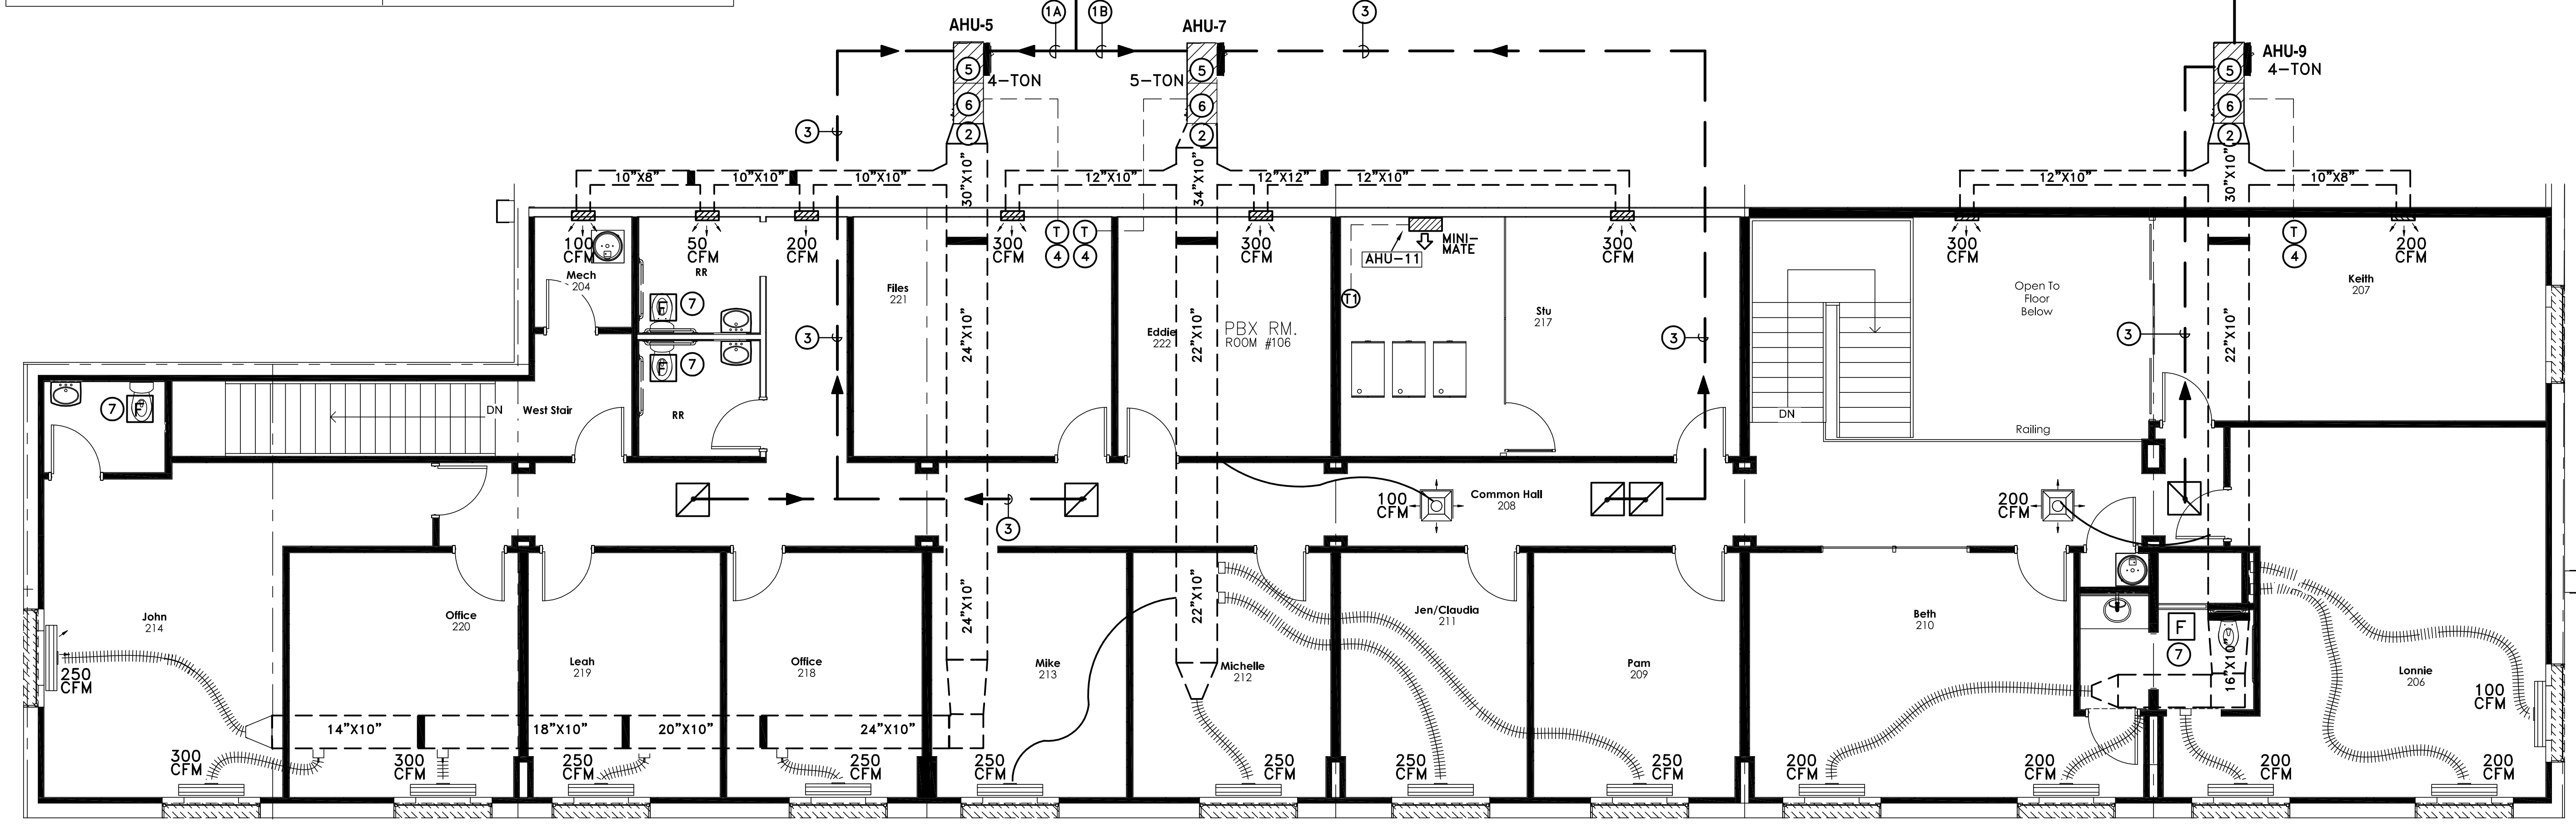 1A
1B
3
AHU-5
AHU-7
AHU-9
5
4-TON
5-TON
5
5
4-TON
6
6
6
3
2
2
2
10"X8"
10"X10"
10"X10"
30"X10"
12"X10"
34"X10"
12"X12"
12"X10"
12"X10"
30"X10"
10"X8"
100
CFM
50
CFM
200
CFM
300
CFM
T
4
T
4
300
CFM
MINI-
MATE
AHU-11
300
CFM
300
CFM
T
4
200
CFM
Mech
204
RR
F
7
Files
221
T1
Open To
Floor
Below
Keith
207
Stu
217
Eddie
222
PBX RM.
ROOM #106
24"X10"
22"X10"
22"X10"
3
3
3
F
7
RR
7
F
DN
West Stair
DN
Railing
100
CFM
Common Hall
208
200
CFM
3
John
214
Office
220
Leah
219
Office
218
24"X10"
Mike
213
22"X10"
Michelle
212
Jen/Claudia
211
Pam
209
Beth
210
F
7
16"X10"
Lonnie
206
250
CFM
100
CFM
14"X10"
18"X10"
20"X10"
24"X10"
300
CFM
300
CFM
250
CFM
250
CFM
250
CFM
250
CFM
250
CFM
250
CFM
200
CFM
200
CFM
200
CFM
200
CFM